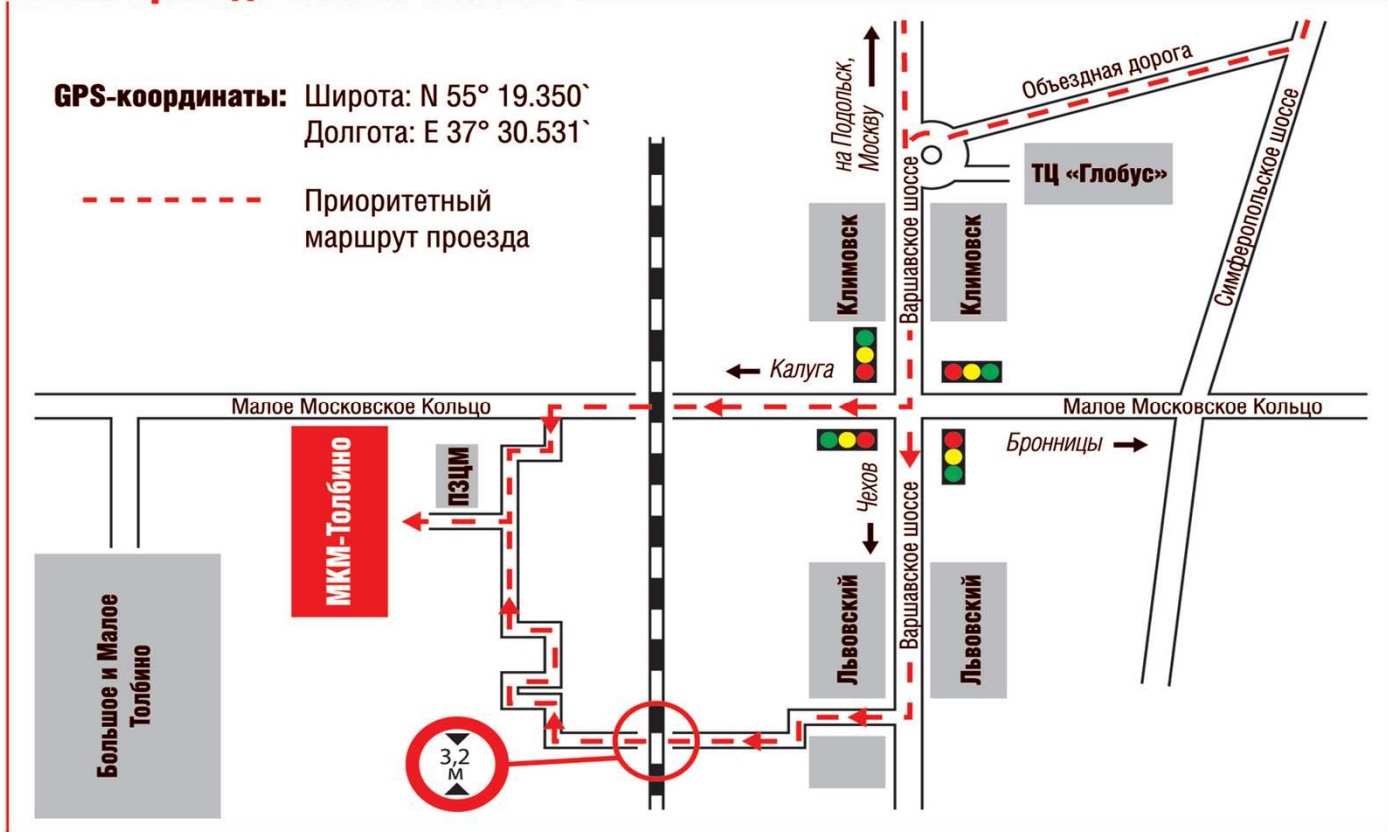 GPS-координаты: Широта: N 55° 19.350`
Долгота: E 37° 30.531`
Приоритетный
маршрут проезда
на Подольск,
Москву
Объездная дорога
ТЦ «Глобус»
Симферопольское шоссе
Варшавское шоссе
Климовск
Климовск
Калуга
Малое Московское Кольцо
Малое Московское Кольцо
Бронницы
Чехов
МКМ-Толбино
ПЗЦМ
Варшавское шоссе
Львовский
Львовский
Большое и Малое
Толбино
3,2
м